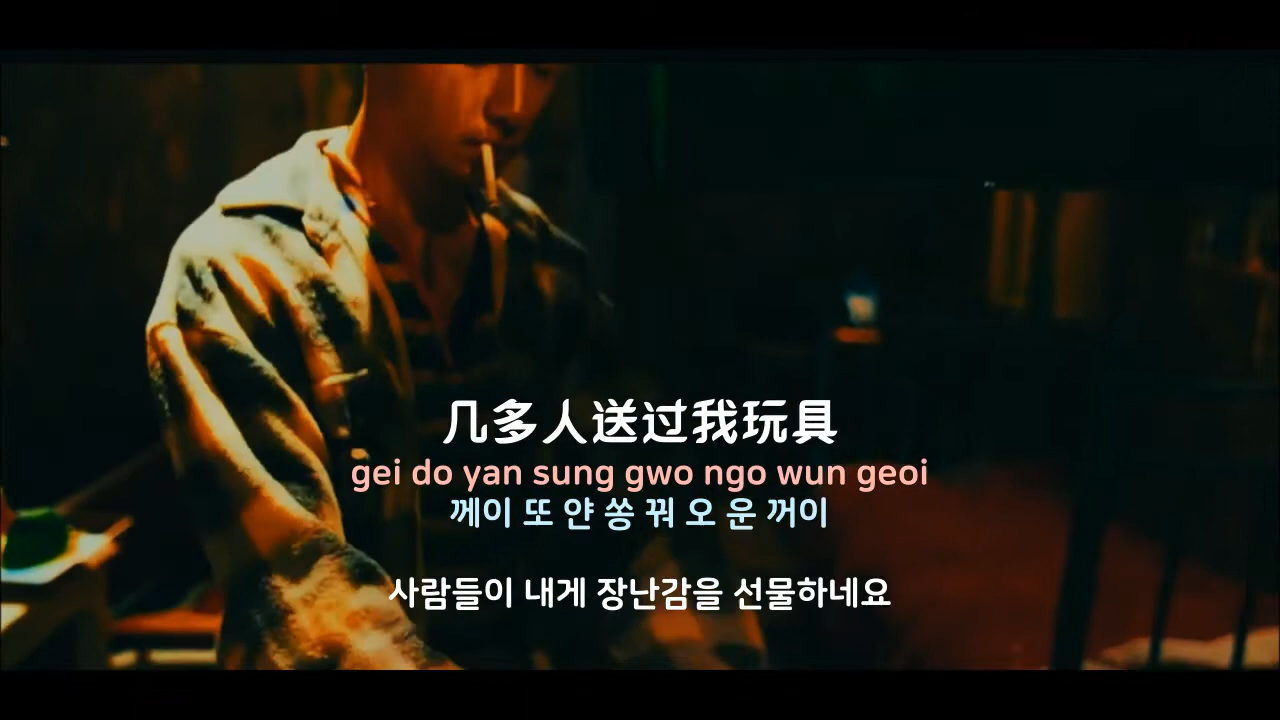 几多人送过我玩具
gei do yan sung gwo ngo wun geoi
께이 또 얀 쏭 꿔 오 운 꺼이
사람들이 내게 장난감을 선물하네요